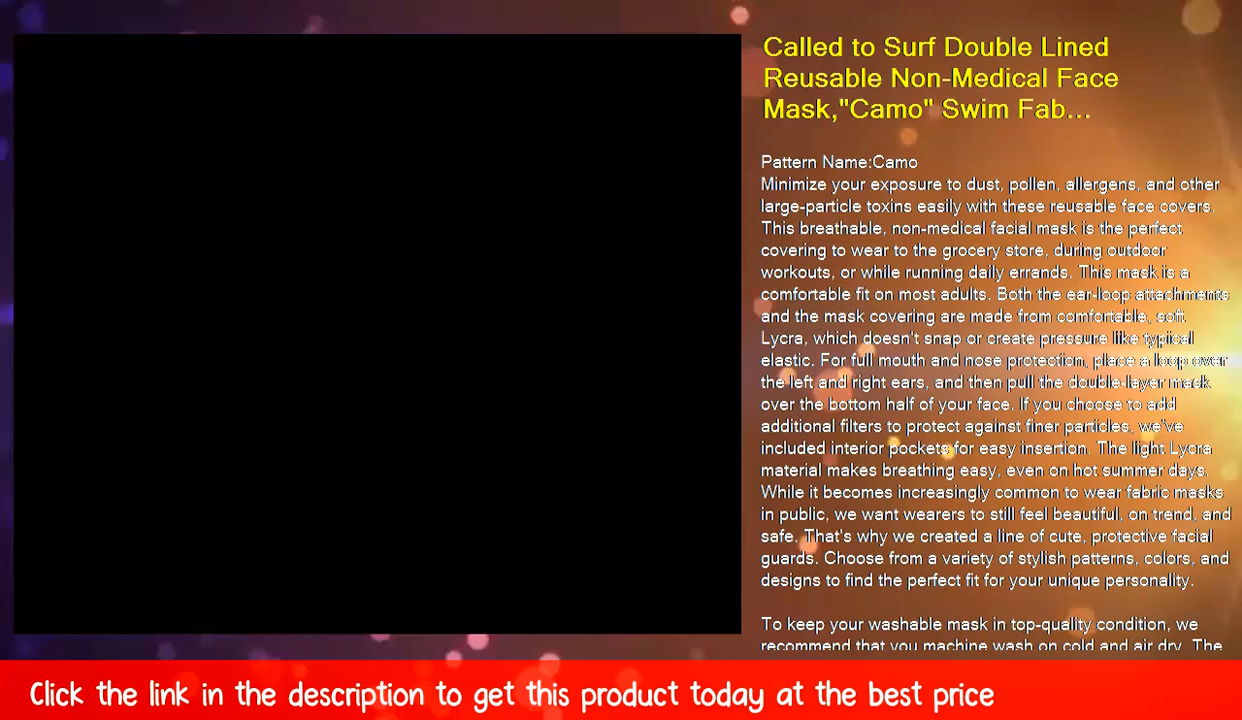 Called to Surf Double Lined
Reusable Non-Medical Face
Mask,"Camo" Swim Fab...
Pattern Name:Camo
Minimize your exposure to dust, pollen, allergens, and other
large-particle toxins easily with these reusable face covers.
This breathable, non-medical facial mask is the perfect
covering to wear to the grocery store, during outdoor
workouts, or while running daily errands. This mask is a
comfortable fit on most adults. Both the ear-loop attachments
and the mask covering are made from comfortable, soft
Lycra, which doesn't snap or create pressure like typical
elastic. For full mouth and nose protection, place a loop over
the left and right ears, and then pull the double-layer mask
over the bottom half of your face. If you choose to add
additional filters to protect against finer particles, we've
included interior pockets for easy insertion. The light Lycra
material makes breathing easy, even on hot summer days.
While it becomes increasingly common to wear fabric masks
in public, we want wearers to still feel beautiful, on trend, and
safe. That's why we created a line of cute, protective facial
guards. Choose from a variety of stylish patterns, colors, and
designs to find the perfect fit for your unique personality.
To keep your washable mask in top-quality condition, we
recommend that you machine wash on cold and air dry. The
Click the link in the description to get this product today at the best price